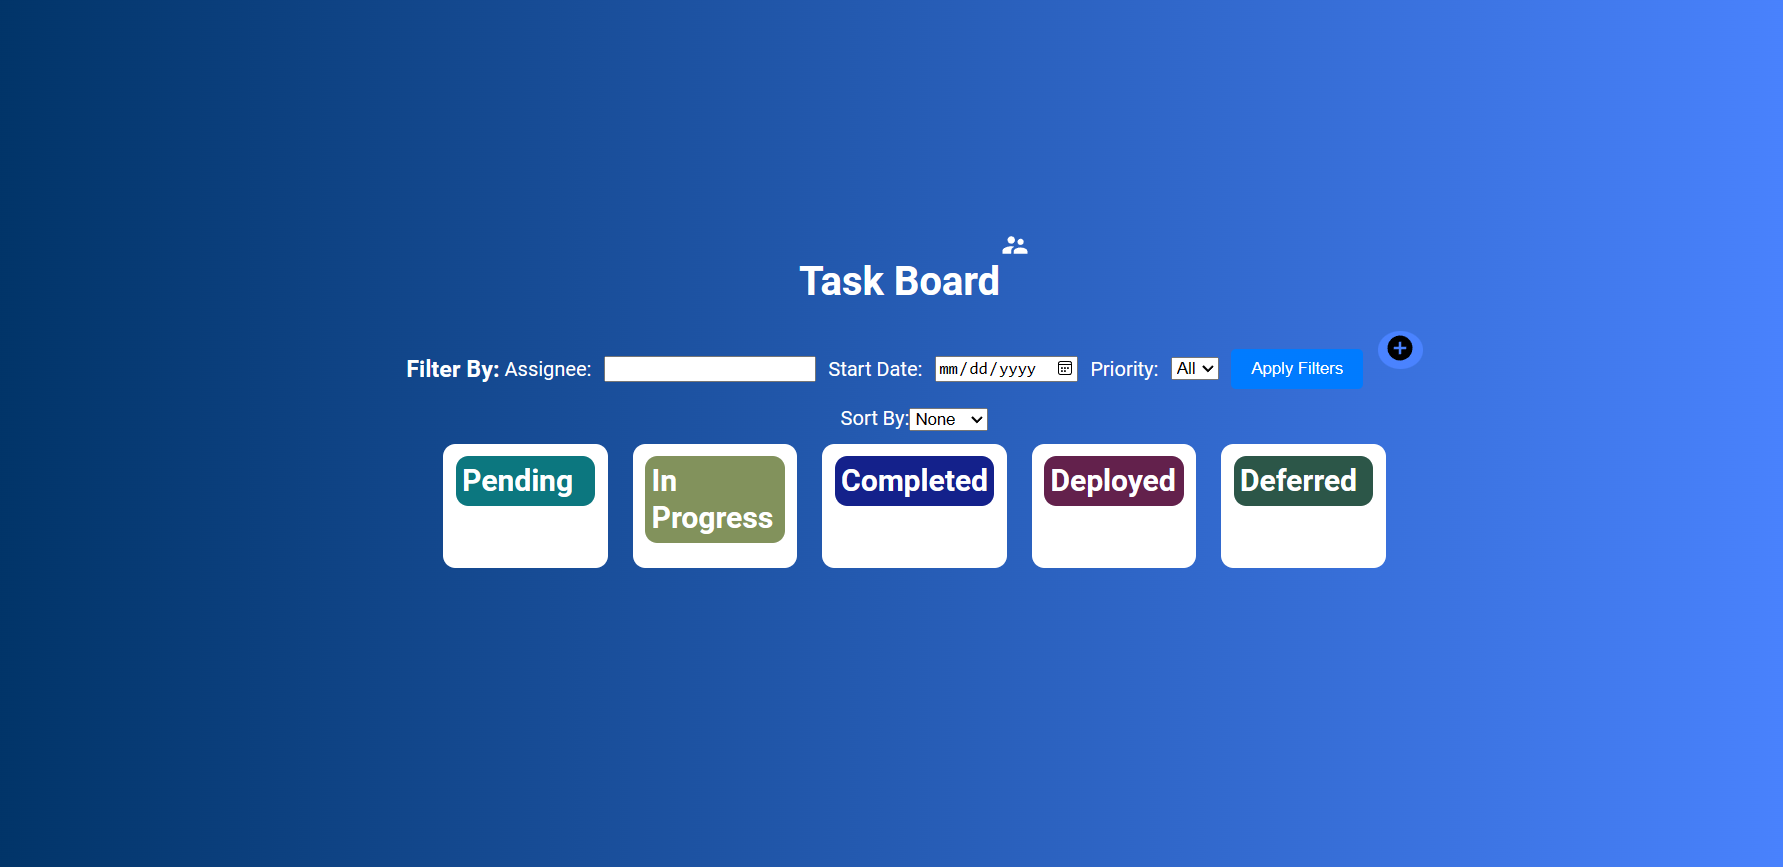 Task Board
Filter By: Assignee: Start Date: mm/dd/yyyy Priority: All Apply Filters
Sort By: None
Pending
In
Progress
Completed
Deployed
Deferred